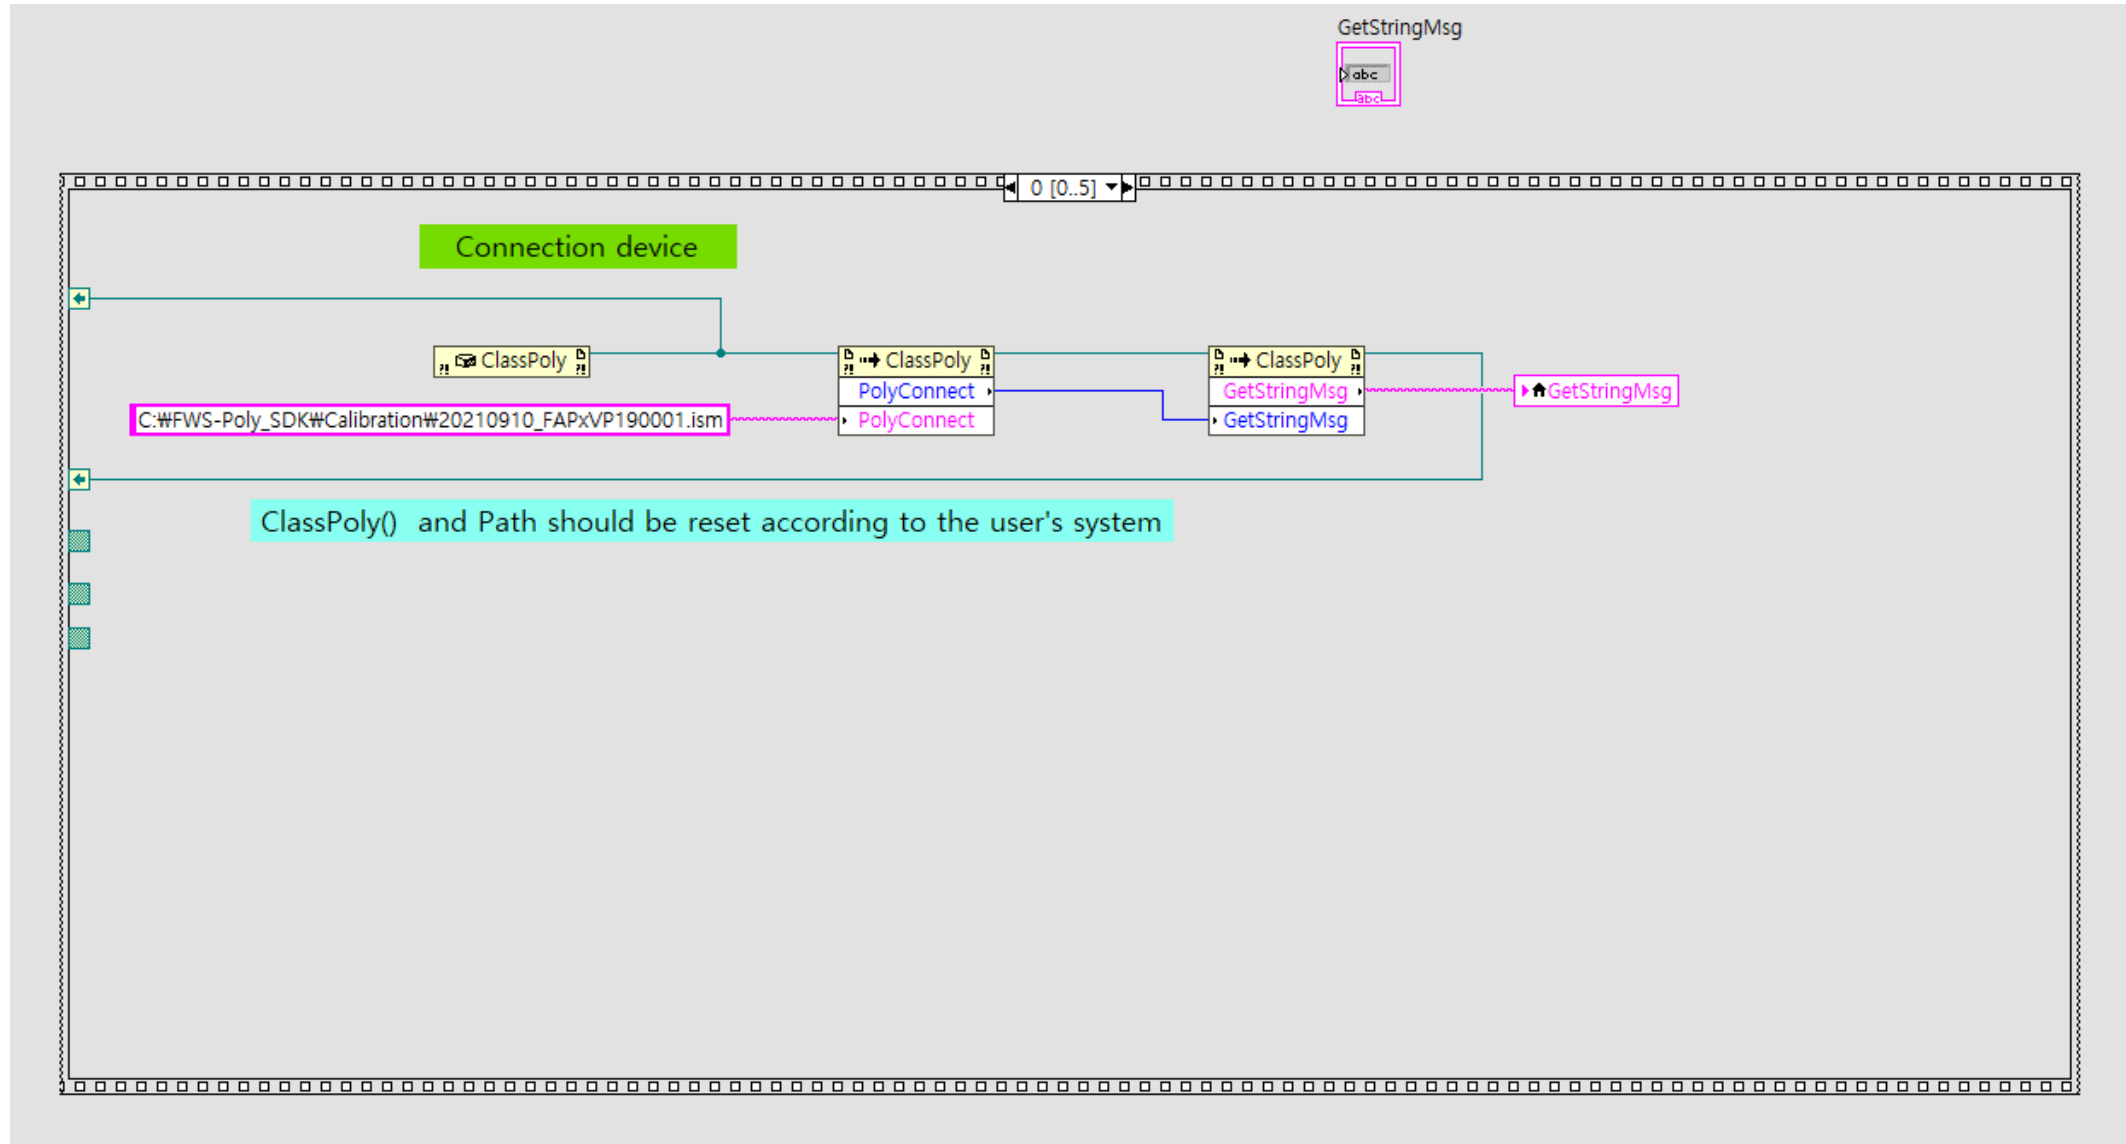 GetStringMsg
abc
abc
0 [0..5]
Connection device
?! ClassPoly ?!
?! ClassPoly ?!
PolyConnect
PolyConnect
?! ClassPoly ?!
GetStringMsg
GetStringMsg
GetStringMsg
C:₩FWS-Poly_SDK₩Calibration₩20210910_FAPxVP190001.ism
ClassPoly()  and Path should be reset according to the user's system